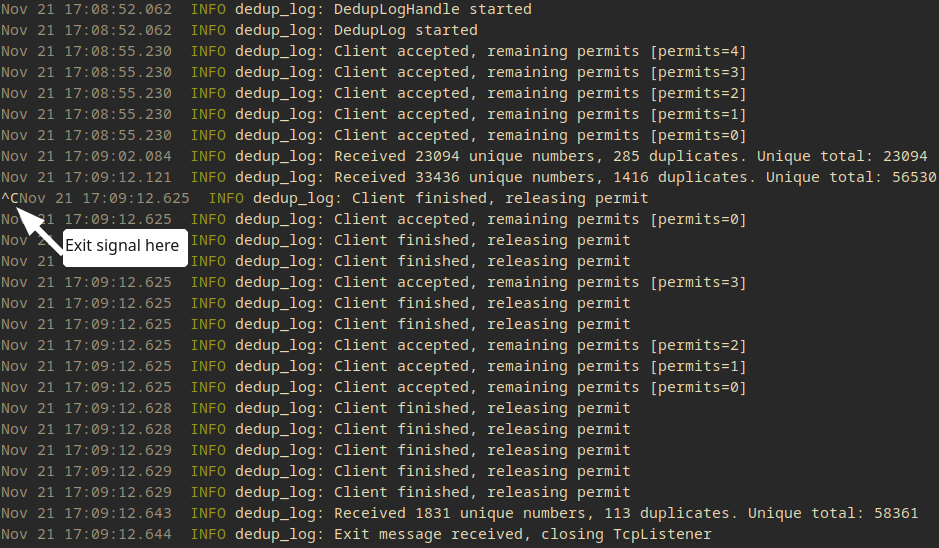 Nov 21 17:08:52.062 INFO dedup_log: DedupLogHandle started
Nov 21 17:08:52.062 INFO dedup_log: DedupLog started
Nov 21 17:08:55.230 INFO dedup_log: Client accepted, remaining permits [permits=4]
Nov 21 17:08:55.230 INFO dedup_log: Client accepted, remaining permits [permits=3]
Nov 21 17:08:55.230 INFO dedup_log: Client accepted, remaining permits [permits=2]
Nov 21 17:08:55.230 INFO dedup_log: Client accepted, remaining permits [permits=1]
Nov 21 17:08:55.230 INFO dedup_log: Client accepted, remaining permits [permits=0]
Nov 21 17:09:02.084 INFO dedup_log: Received 23094 unique numbers, 285 duplicates. Unique total: 23094
Nov 21 17:09:12.121 INFO dedup_log: Received 33436 unique numbers, 1416 duplicates. Unique total: 56530
^CNov 21 17:09:12.625 INFO dedup_log: Client finished, releasing permit
Nov 21 17:09:12.625 INFO dedup_log: Client accepted, remaining permits [permits=0]
Nov INFO dedup_log: Client finished, releasing permit
Exit signal here
Nov 21 INFO dedup_log: Client finished, releasing permit
Nov 21 17:09:12.625 INFO dedup_log: Client accepted, remaining permits [permits=3]
Nov 21 17:09:12.625 INFO dedup_log: Client finished, releasing permit
Nov 21 17:09:12.625 INFO dedup_log: Client finished, releasing permit
Nov 21 17:09:12.625 INFO dedup_log: Client accepted, remaining permits [permits=2]
Nov 21 17:09:12.625 INFO dedup_log: Client accepted, remaining permits [permits=1]
Nov 21 17:09:12.625 INFO dedup_log: Client accepted, remaining permits [permits=0]
Nov 21 17:09:12.628 INFO dedup_log: Client finished, releasing permit
Nov 21 17:09:12.628 INFO dedup_log: Client finished, releasing permit
Nov 21 17:09:12.629 INFO dedup_log: Client finished, releasing permit
Nov 21 17:09:12.629 INFO dedup_log: Client finished, releasing permit
Nov 21 17:09:12.629 INFO dedup_log: Client finished, releasing permit
Nov 21 17:09:12.643 INFO dedup_log: Received 1831 unique numbers, 113 duplicates. Unique total: 58361
Nov 21 17:09:12.644 INFO dedup_log: Exit message received, closing TcpListener